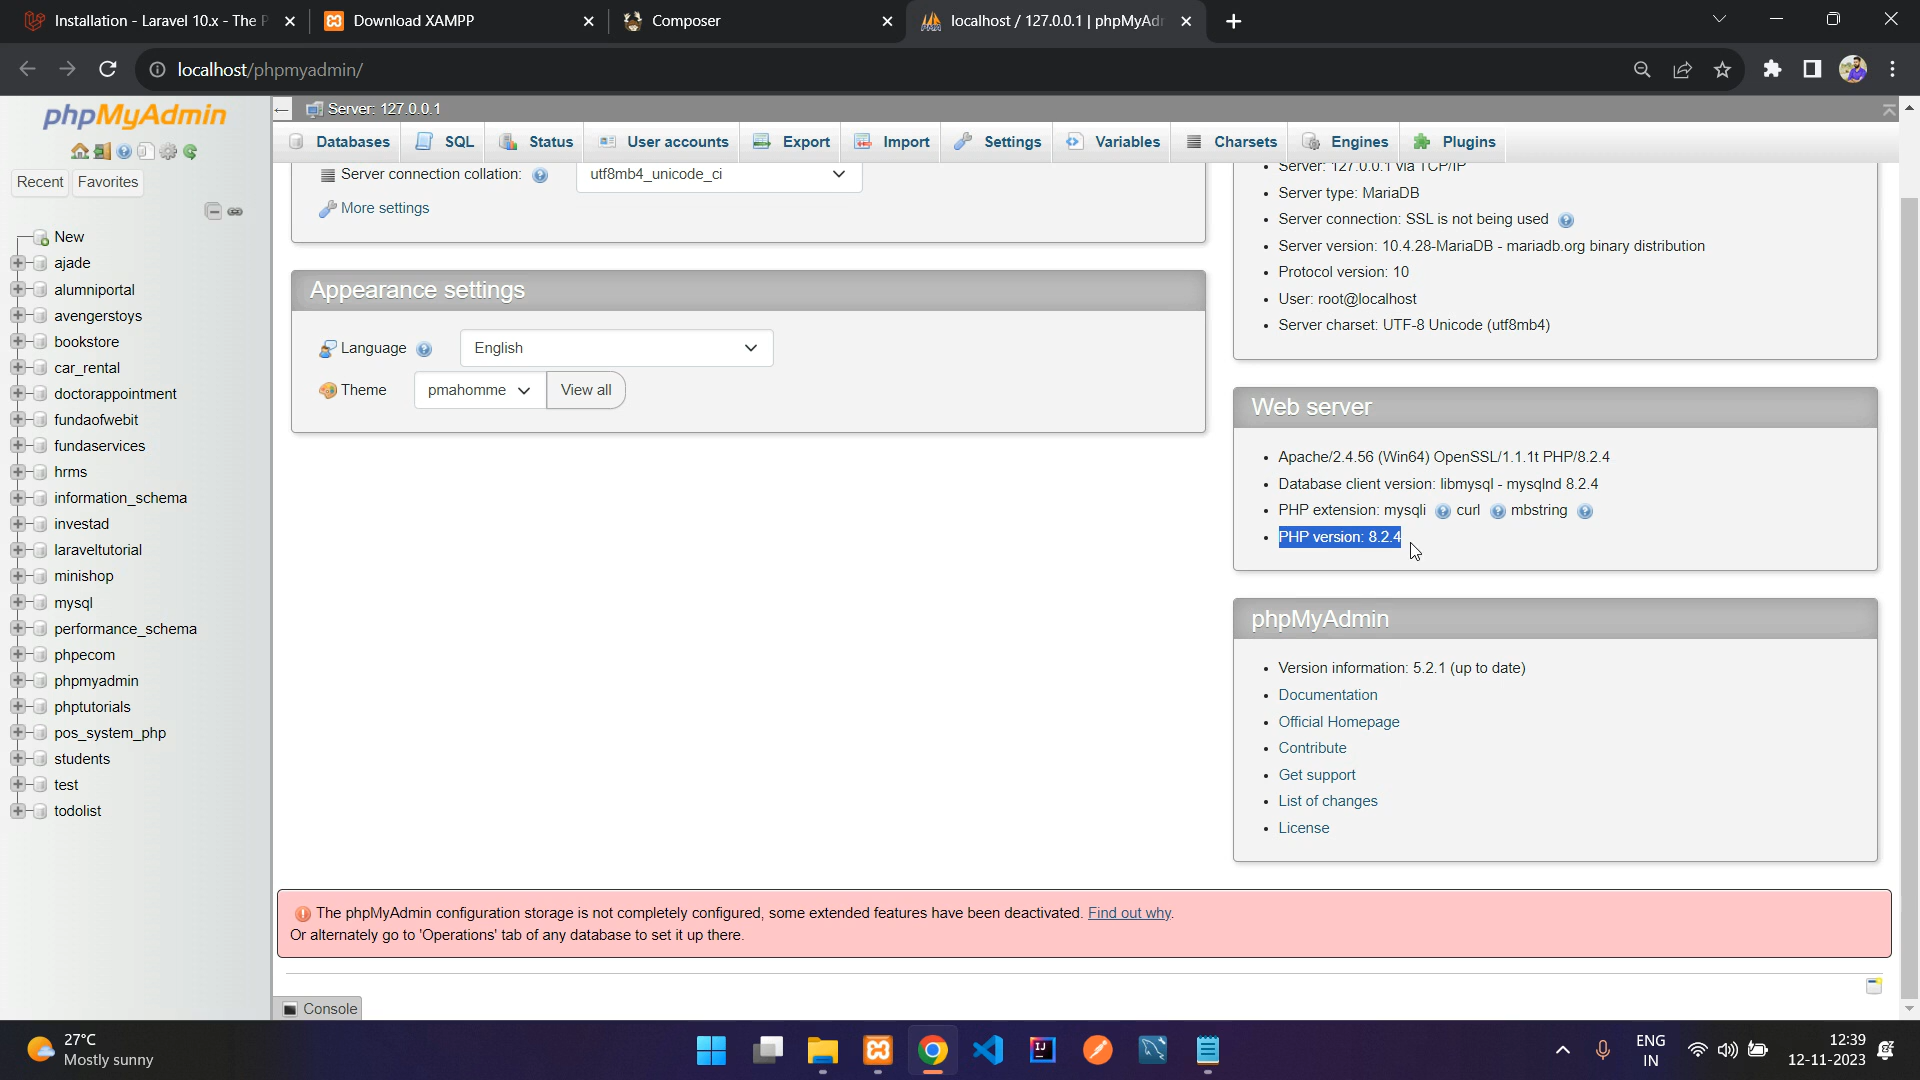 Installation - Laravel 10.x - The P
Download XAMPP
Composer
localhost / 127.0.0.1 | phpMyAdm
localhost/phpmyadmin/
phpMyAdmin
Recent Favorites
New
ajade
alumniportal
avengerstoys
bookstore
car_rental
doctorappointment
fundaofwebit
fundaservices
hrms
information_schema
investad
laraveltutorial
minishop
mysql
performance_schema
phpecom
phpmyadmin
phptutorials
pos_system_php
students
test
todolist
Server: 127.0.0.1
Databases SQL Status User accounts Export Import Settings Variables Charsets Engines Plugins
Server connection collation: utf8mb4_unicode_ci
More settings
Appearance settings
Language English
Theme pmahomme View all
Server: 127.0.0.1 via TCP/IP
Server type: MariaDB
Server connection: SSL is not being used
Server version: 10.4.28-MariaDB - mariadb.org binary distribution
Protocol version: 10
User: root@localhost
Server charset: UTF-8 Unicode (utf8mb4)
Web server
Apache/2.4.56 (Win64) OpenSSL/1.1.1t PHP/8.2.4
Database client version: libmysql - mysqlnd 8.2.4
PHP extension: mysqli curl mbstring
PHP version: 8.2.4
phpMyAdmin
Version information: 5.2.1 (up to date)
Documentation
Official Homepage
Contribute
Get support
List of changes
License
The phpMyAdmin configuration storage is not completely configured, some extended features have been deactivated. Find out why.
Or alternately go to 'Operations' tab of any database to set it up there.
Console
27°C
Mostly sunny
ENG
IN
12:39
12-11-2023